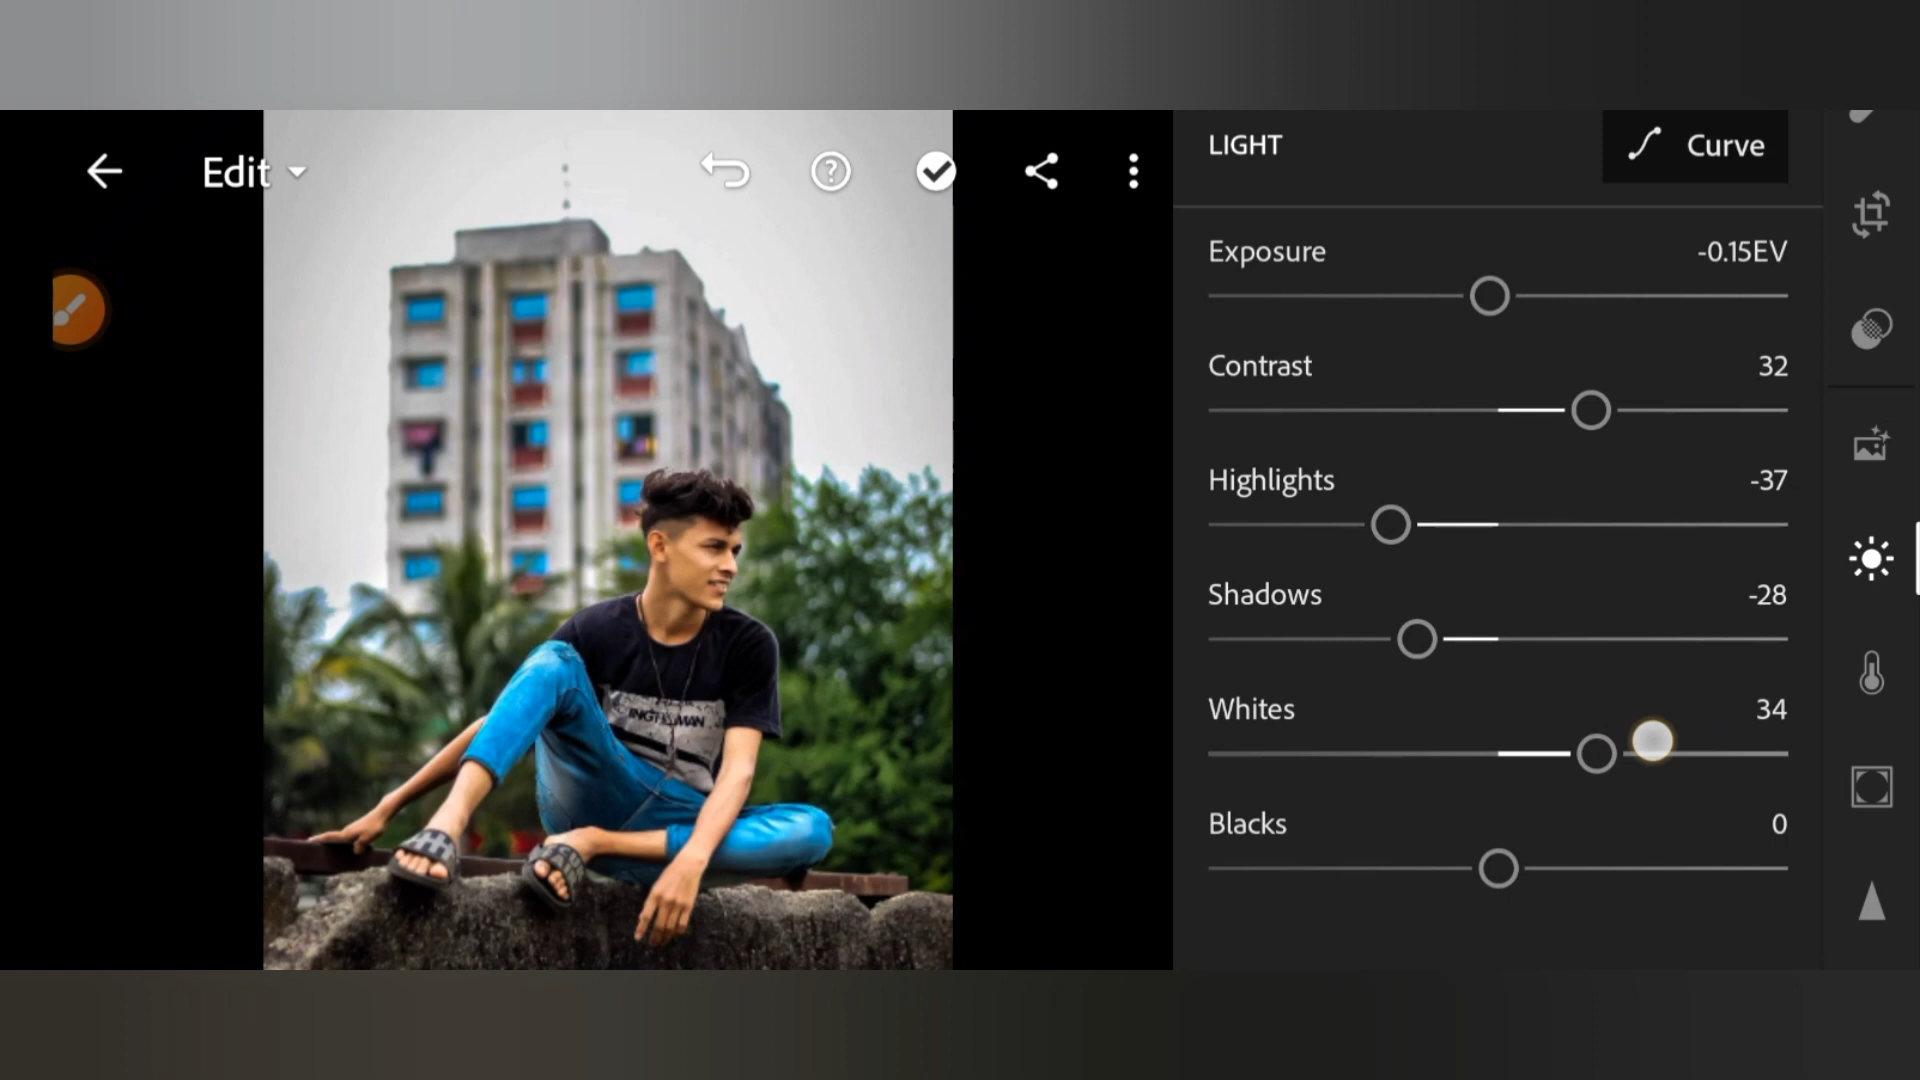 Edit
LIGHT
Curve
Exposure -0.15EV
Contrast 32
Highlights -37
Shadows -28
Whites 34
Blacks 0